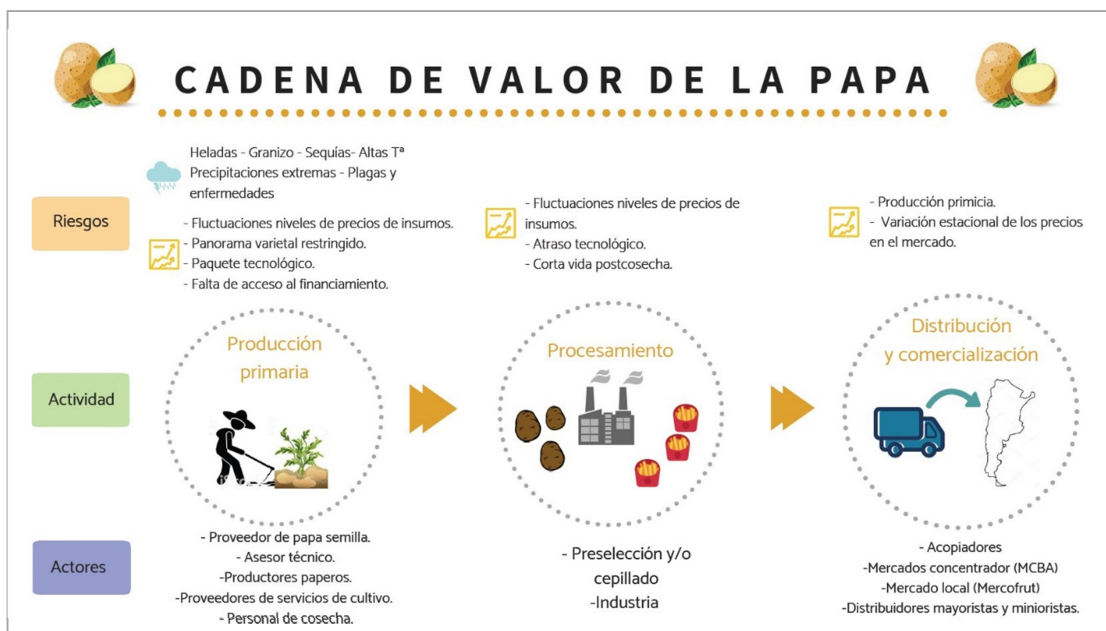 CADENA DE VALOR DE LA PAPA
Riesgos
Heladas - Granizo - Sequías- Altas Tª
Precipitaciones extremas - Plagas y
enfermedades
- Fluctuaciones niveles de precios de insumos.
- Panorama varietal restringido.
- Paquete tecnológico.
- Falta de acceso al financiamiento.
- Fluctuaciones niveles de precios de
insumos.
- Atraso tecnológico.
- Corta vida postcosecha.
- Producción primicia.
- Variación estacional de los precios
en el mercado.
Actividad
Producción
primaria
Procesamiento
Distribución
y comercialización
Actores
- Proveedor de papa semilla.
- Asesor técnico.
-Productores paperos.
-Proveedores de servicios de cultivo.
- Personal de cosecha.
- Preselección y/o
cepillado
-Industria
- Acopiadores
-Mercados concentrador (MCBA)
-Mercado local (Mercofrut)
-Distribuidores mayoristas y minioristas.